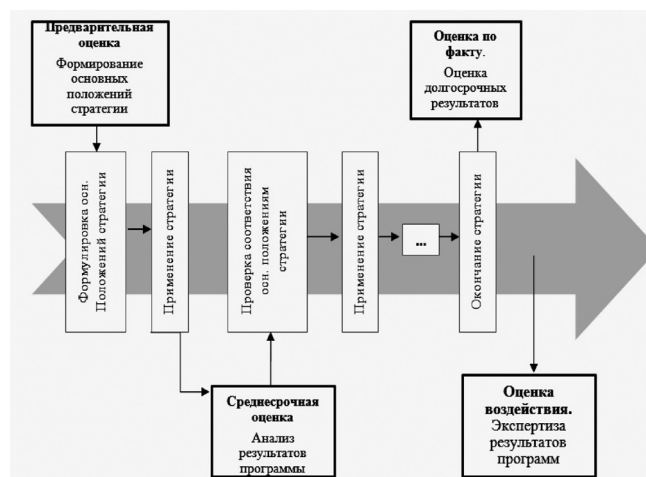 Предварительная
оценка
Формирование
основных
положений
стратегии
Оценка по
факту.
Оценка
долгосрочных
результатов
Формулировка осн.
Положений стратегии
Применение стратегии
Проверка соответствия
осн. положениям
стратегии
Применение стратегии
...
Окончание стратегии
Среднесрочная
оценка
Анализ
результатов
программы
Оценка
воздействия.
Экспертиза
результатов
программ